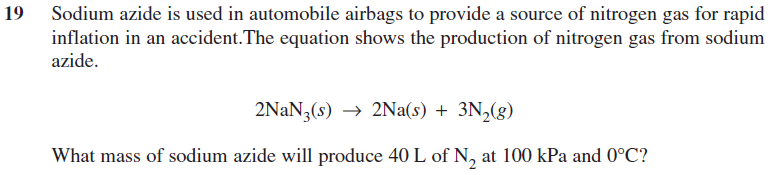 19 Sodium azide is used in automobile airbags to provide a source of nitrogen gas for rapid
inflation in an accident.The equation shows the production of nitrogen gas from sodium
azide.
2NaN₃(s) → 2Na(s) + 3N₂(g)
What mass of sodium azide will produce 40 L of N₂ at 100 kPa and 0°C?